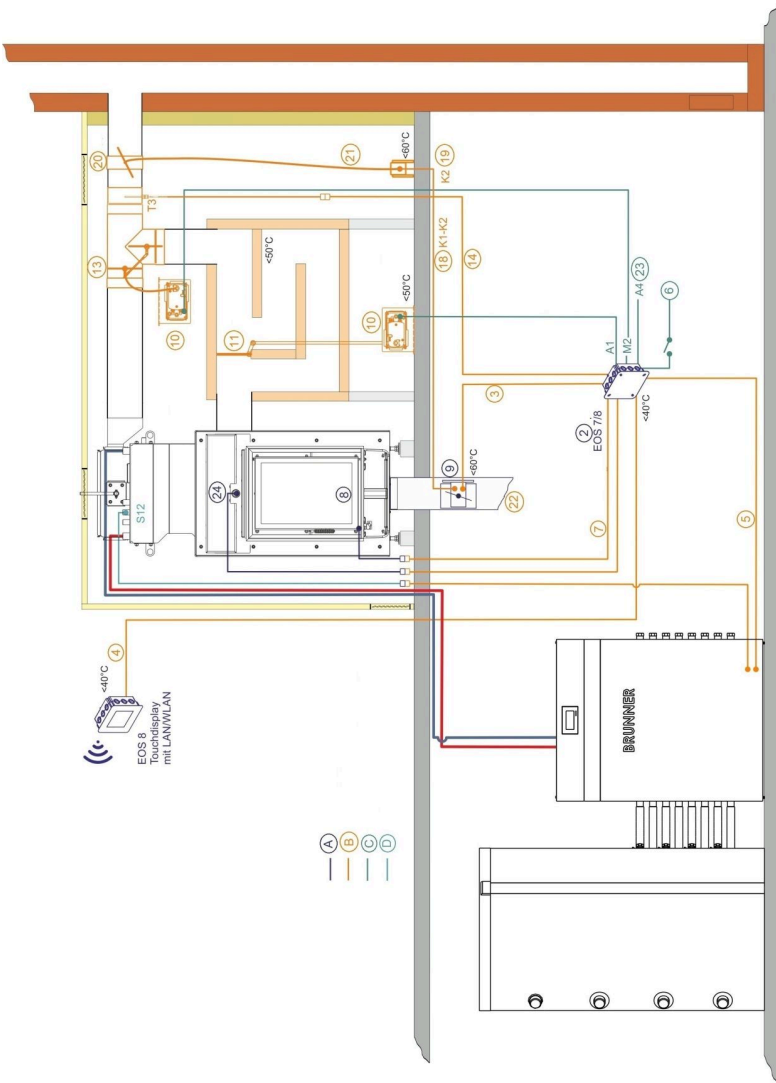 20
21
<60°C
K2 19
T3
13
<50°C
18 K1-K2
14
10
11
10
<50°C
A4 23
6
A1
M2
3
2
EOS 7/8
<40°C
24
8
9
<60°C
22
S12
7
5
4
<40°C
EOS 8
Touchdisplay
mit LAN/WLAN
BRUNNER
A
B
C
D